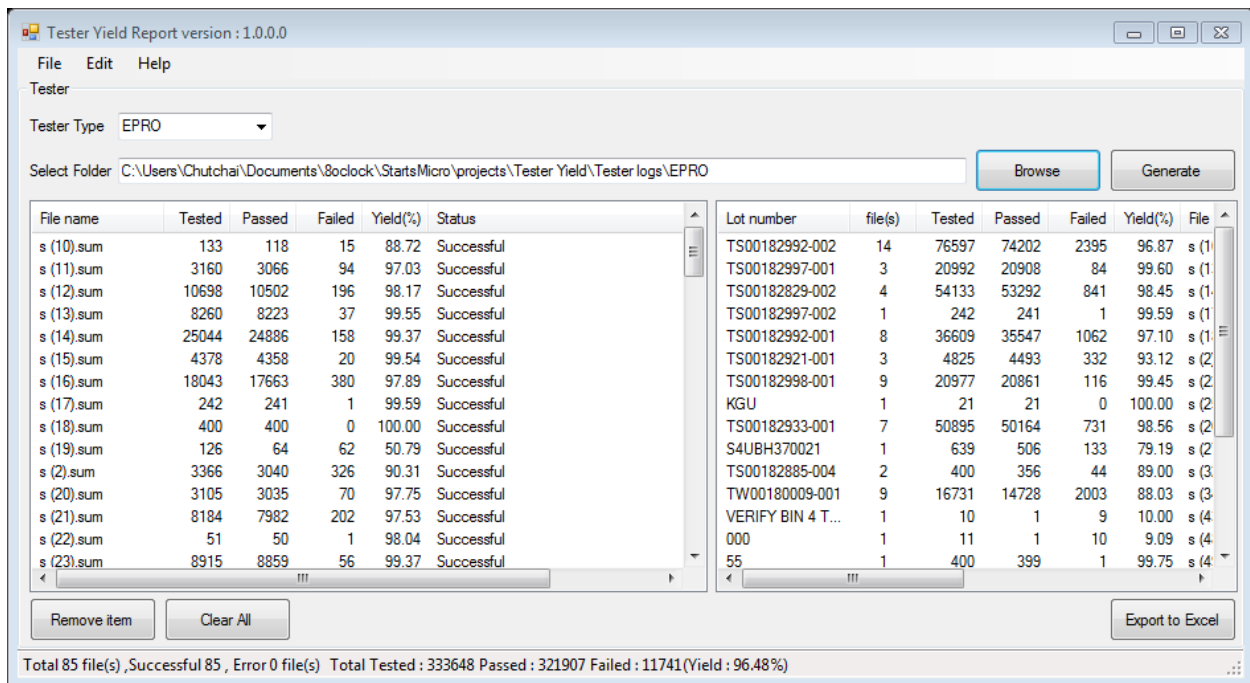 Tester Yield Report version : 1.0.0.0
File Edit Help
Tester
Tester Type EPRO
Select Folder C:\Users\Chutchai\Documents\8oclock\StartsMicro\projects\Tester Yield\Tester logs\EPRO Browse Generate
File name Tested Passed Failed Yield(%) Status
s (10).sum 133 118 15 88.72 Successful
s (11).sum 3160 3066 94 97.03 Successful
s (12).sum 10698 10502 196 98.17 Successful
s (13).sum 8260 8223 37 99.55 Successful
s (14).sum 25044 24886 158 99.37 Successful
s (15).sum 4378 4358 20 99.54 Successful
s (16).sum 18043 17663 380 97.89 Successful
s (17).sum 242 241 1 99.59 Successful
s (18).sum 400 400 0 100.00 Successful
s (19).sum 126 64 62 50.79 Successful
s (2).sum 3366 3040 326 90.31 Successful
s (20).sum 3105 3035 70 97.75 Successful
s (21).sum 8184 7982 202 97.53 Successful
s (22).sum 51 50 1 98.04 Successful
s (23).sum 8915 8859 56 99.37 Successful
Lot number file(s) Tested Passed Failed Yield(%) File
TS00182992-002 14 76597 74202 2395 96.87 s (1
TS00182997-001 3 20992 20908 84 99.60 s (1
TS00182829-002 4 54133 53292 841 98.45 s (1
TS00182997-002 1 242 241 1 99.59 s (1
TS00182992-001 8 36609 35547 1062 97.10 s (1
TS00182921-001 3 4825 4493 332 93.12 s (2)
TS00182998-001 9 20977 20861 116 99.45 s (2
KGU 1 21 21 0 100.00 s (2
TS00182933-001 7 50895 50164 731 98.56 s (2
S4UBH370021 1 639 506 133 79.19 s (2
TS00182885-004 2 400 356 44 89.00 s (3
TW00180009-001 9 16731 14728 2003 88.03 s (3
VERIFY BIN 4 T... 1 10 1 9 10.00 s (4
000 1 11 1 10 9.09 s (4
55 1 400 399 1 99.75 s (4
Remove item Clear All Export to Excel
Total 85 file(s) ,Successful 85 , Error 0 file(s) Total Tested : 333648 Passed : 321907 Failed : 11741(Yield : 96.48%)